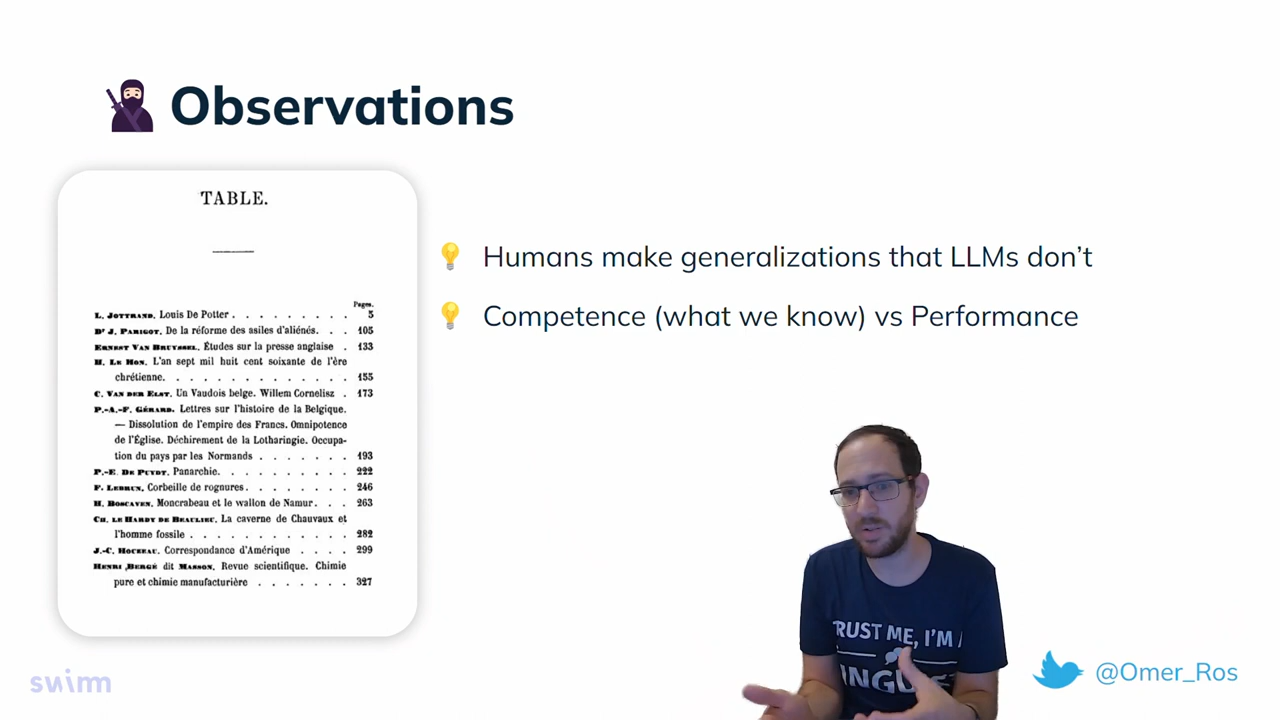 Observations
TABLE.
Pages.
L. JOTTRAND. Louis De Potter . . . . . . . . . 5
Dr J. PARIGOT. De la réforme des asiles d'aliénés. . . 105
ERNEST VAN BRUYSSEL. Études sur la presse anglaise . 133
H. LE HON. L'an sept mil huit cent soixante de l'ère
chrétienne. . . . . . . . . . . . . 155
C. VAN DER ELST. Un Vaudois belge. Willem Cornelisz . 173
P.-A.-F. GÉRARD. Lettres sur l'histoire de la Belgique.
— Dissolution de l'empire des Francs. Omnipotence
de l'Église. Déchirement de la Lotharingie. Occupa-
tion du pays par les Normands . . . . . . . 193
P.-E. DE PUYDT. Panarchie. . . . . . . . . . 222
F. LEBRUN. Corbeille de rognures . . . . . . . . 246
H. BOSCAVEN. Moncrabeau et le wallon de Namur. . . 263
CH. LE HARDY DE BEAULIEU. La caverne de Chauvaux et
l'homme fossile . . . . . . . . . . . 282
J.-C. HOUZEAU. Correspondance d'Amérique . . . . 299
HENRI BERGÉ dit MASSON. Revue scientifique. Chimie
pure et chimie manufacturière . . . . . . . 327
Humans make generalizations that LLMs don't
Competence (what we know) vs Performance
TRUST ME, I'M A
swimm
@Omer_Ros